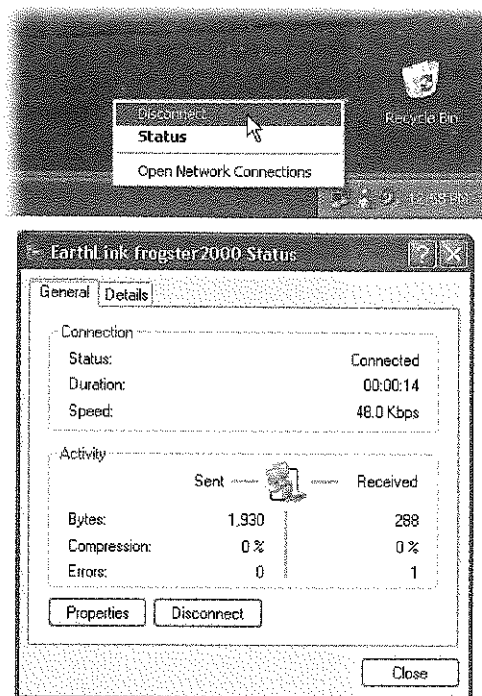 Disconnect
Recycle Bin
Status
Open Network Connections
EarthLink frogster2000 Status
General Details
Connection
Status: Connected
Duration: 00:00:14
Speed: 48.0 Kbps
Activity
Sent Received
Bytes: 1,930 288
Compression: 0 % 0 %
Errors: 0 1
Properties Disconnect
Close